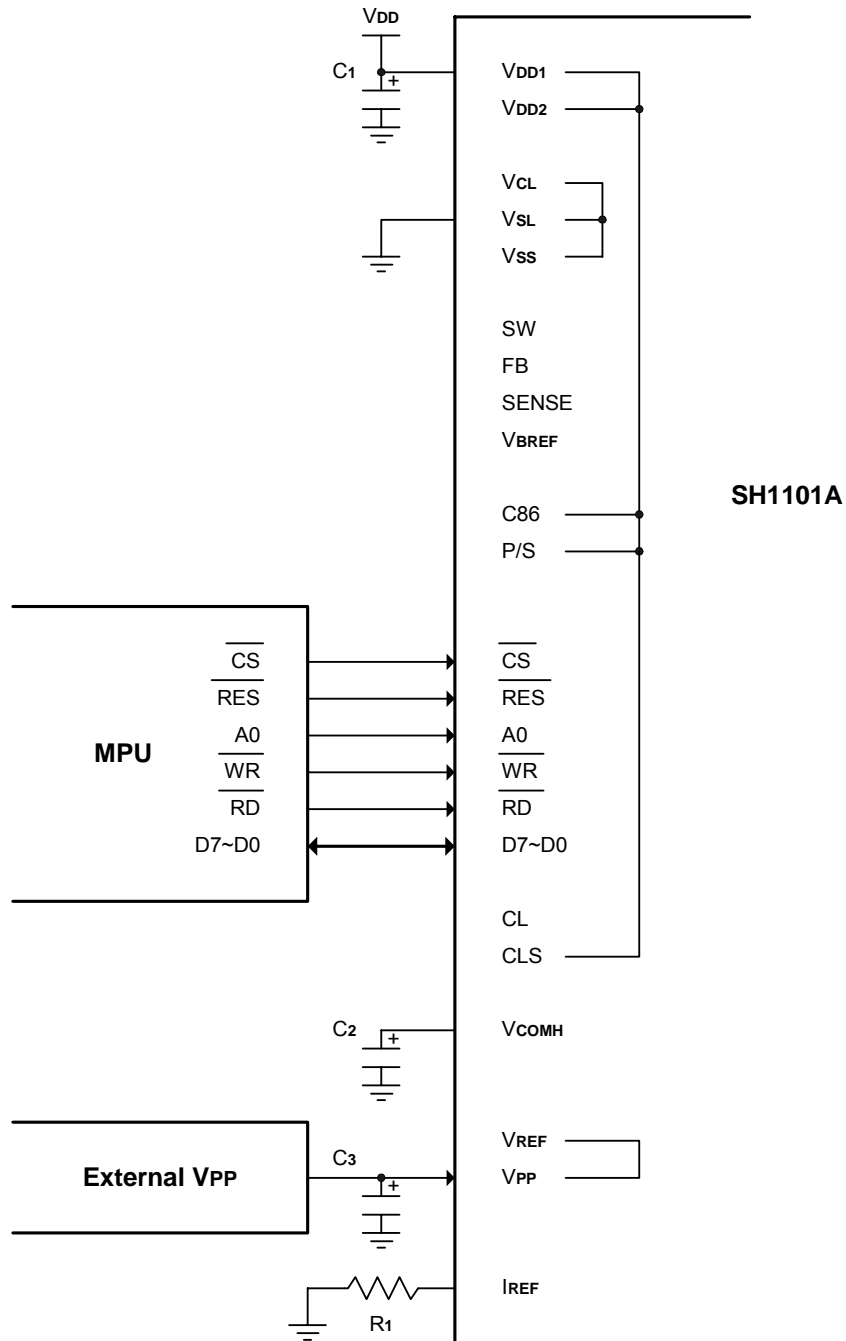 VDD
C1
+
VDD1
VDD2
VCL
VSL
VSS
SW
FB
SENSE
VBREF
SH1101A
C86
P/S
MPU
CS
RES
A0
WR
RD
D7~D0
CS
RES
A0
WR
RD
D7~D0
CL
CLS
C2
+
VCOMH
External VPP
C3
+
VREF
VPP
R1
IREF